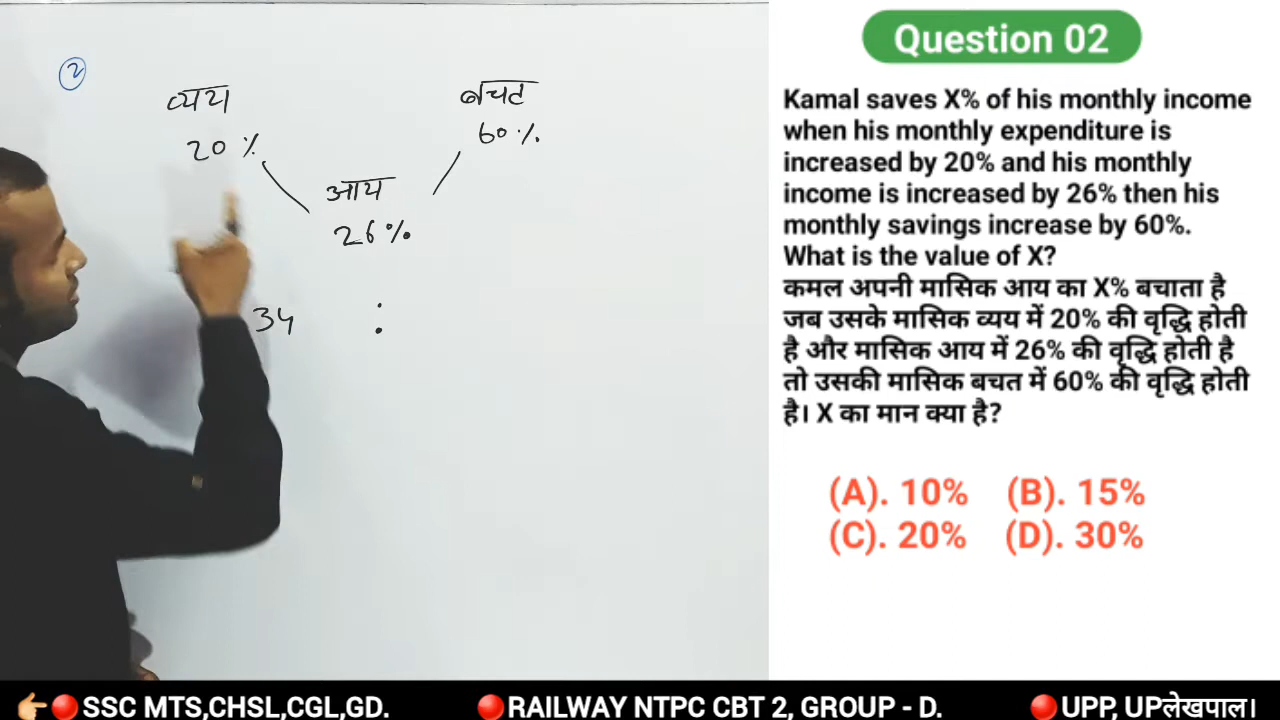 ②
व्यय
बचत
20 %
60 %
आय
26 %
34 :
Question 02
Kamal saves X% of his monthly income
when his monthly expenditure is
increased by 20% and his monthly
income is increased by 26% then his
monthly savings increase by 60%.
What is the value of X?
कमल अपनी मासिक आय का X% बचाता है
जब उसके मासिक व्यय में 20% की वृद्धि होती
है और मासिक आय में 26% की वृद्धि होती है
तो उसकी मासिक बचत में 60% की वृद्धि होती
है। X का मान क्या है?
(A). 10% (B). 15%
(C). 20% (D). 30%
SSC MTS,CHSL,CGL,GD. RAILWAY NTPC CBT 2, GROUP - D. UPP, UPलेखपाल।